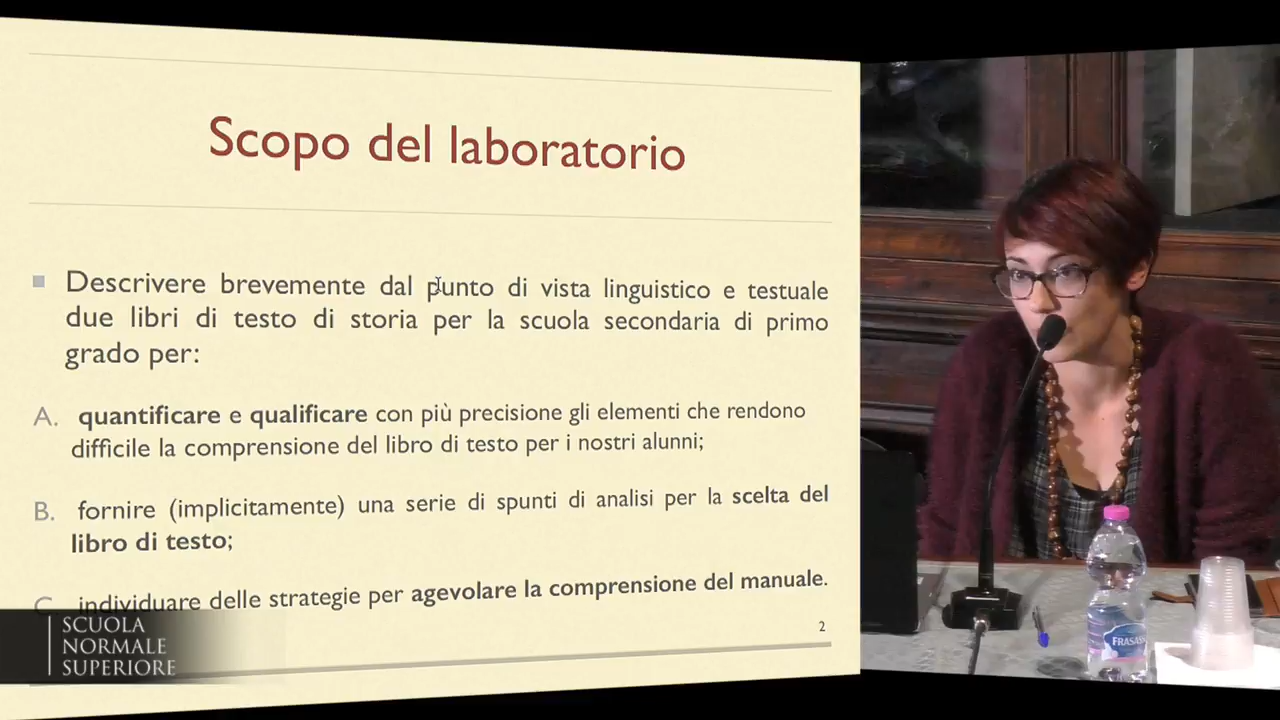 Scopo del laboratorio
Descrivere brevemente dal punto di vista linguistico e testuale
due libri di testo di storia per la scuola secondaria di primo
grado per:
A. quantificare e qualificare con più precisione gli elementi che rendono
difficile la comprensione del libro di testo per i nostri alunni;
B. fornire (implicitamente) una serie di spunti di analisi per la scelta del
libro di testo;
C. individuare delle strategie per agevolare la comprensione del manuale.
2
SCUOLA
NORMALE
SUPERIORE
FRASASSI